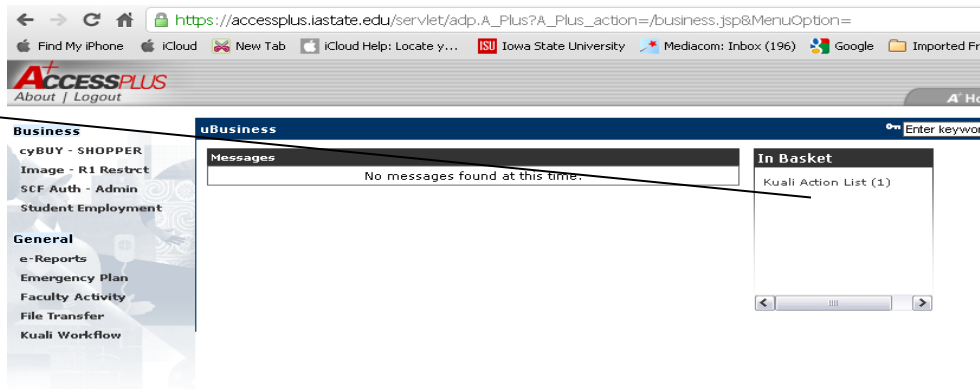 https://accessplus.iastate.edu/servlet/adp.A_Plus?A_Plus_action=/business.jsp&MenuOption=
Find My iPhone iCloud New Tab iCloud Help: Locate y... ISU Iowa State University Mediacom: Inbox (196) Google Imported Fr
A+CCESSPLUS
About / Logout
A+ Ho
Business
cyBUY - SHOPPER
Image - R1 Restrct
SCF Auth - Admin
Student Employment
General
e-Reports
Emergency Plan
Faculty Activity
File Transfer
Kuali Workflow
uBusiness
Enter keywor
Messages
No messages found at this time.
In Basket
Kuali Action List (1)